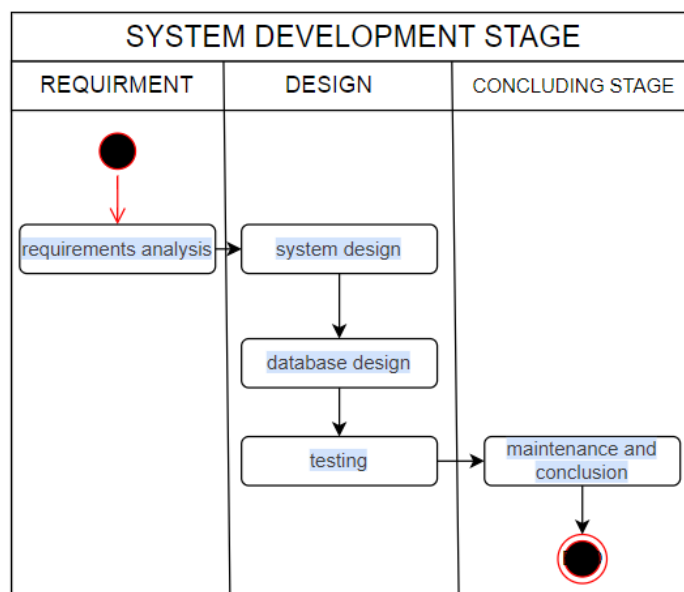 SYSTEM DEVELOPMENT STAGE
REQUIRMENT
DESIGN
CONCLUDING STAGE
requirements analysis
system design
database design
testing
maintenance and
conclusion